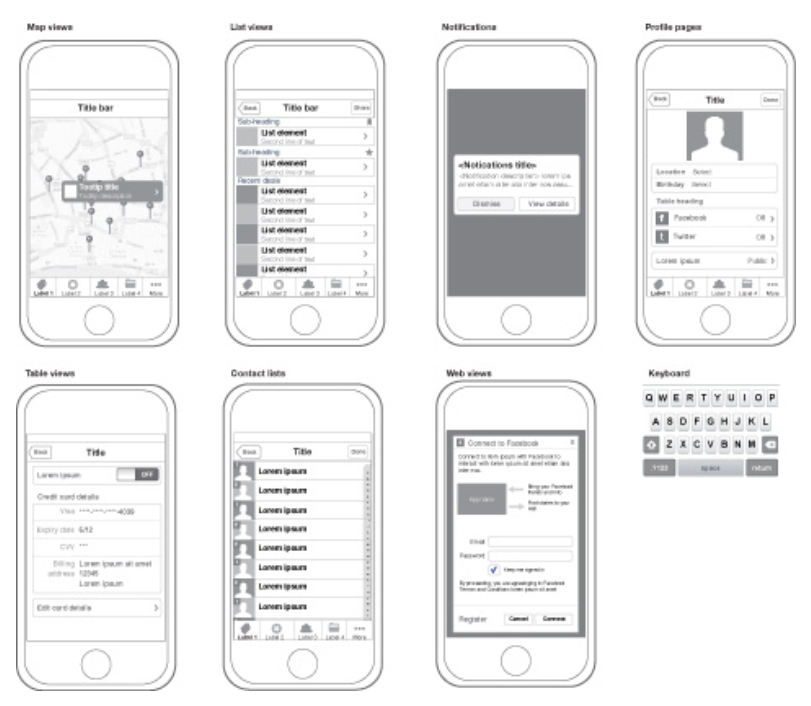 Map views
Title bar
Tooltip title
Tooltip description
Label 1 Label 2 Label 3 Label 4 More
List views
Back Title bar Share
Sub-heading
List element
Second line of text
Sub-heading
List element
Second line of text
Recent deals
List element
Second line of text
List element
Second line of text
List element
Second line of text
List element
Second line of text
List element
Label 1 Label 2 Label 3 Label 4 More
Notifications
<Notications title>
Dismiss View details
Profile pages
Back Title Done
Location Select
Birthday Select
Table heading
f Facebook Off
t Twitter Off
Lorem ipsum Public
Label 1 Label 2 Label 3 Label 4 More
Table views
Back Title
Lorem ipsum OFF
Credit card details
Visa ***-***-***-4039
Expiry date 6/12
CVV ***
Billing address Lorem ipsum sit amet
12345
Lorem ipsum
Edit card details
Contact lists
Back Title Done
Lorem ipsum
Lorem ipsum
Lorem ipsum
Lorem ipsum
Lorem ipsum
Lorem ipsum
Lorem ipsum
Lorem ipsum
Label 1 Label 2 Label 3 Label 4 More
Web views
Connect to Facebook x
Email
Password
Keep me signed in
Register Cancel Connect
Keyboard
Q W E R T Y U I O P
A S D F G H J K L
Z X C V B N M
.?123 space return